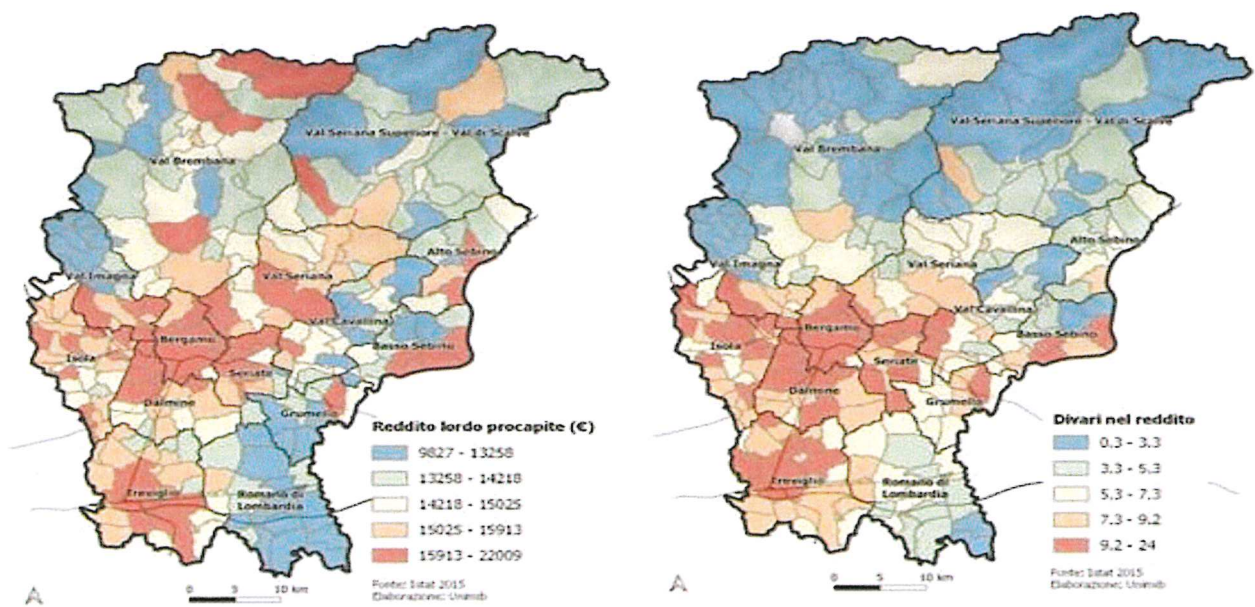 Val Seriana Superiore - Val di Scalve
Val Brembana
Alto Sebino
Val Imagna
Val Seriana
Val Cavallina
Bergamo
Basso Sebino
Isola
Seriate
Dalmine
Grumello
Treviglio
Romano di
Lombardia
Reddito lordo procapite (€)
9827 - 13258
13258 - 14218
14218 - 15025
15025 - 15913
15913 - 22009
Fonte: Istat 2015
Elaborazione: Unimib
A
0 5 10 km
Val Seriana Superiore - Val di Scalve
Val Brembana
Alto Sebino
Val Imagna
Val Seriana
Val Cavallina
Bergamo
Basso Sebino
Isola
Seriate
Dalmine
Grumello
Treviglio
Romano di
Lombardia
Divari nel reddito
0.3 - 3.3
3.3 - 5.3
5.3 - 7.3
7.3 - 9.2
9.2 - 24
Fonte: Istat 2015
Elaborazione: Unimib
A
0 5 10 km